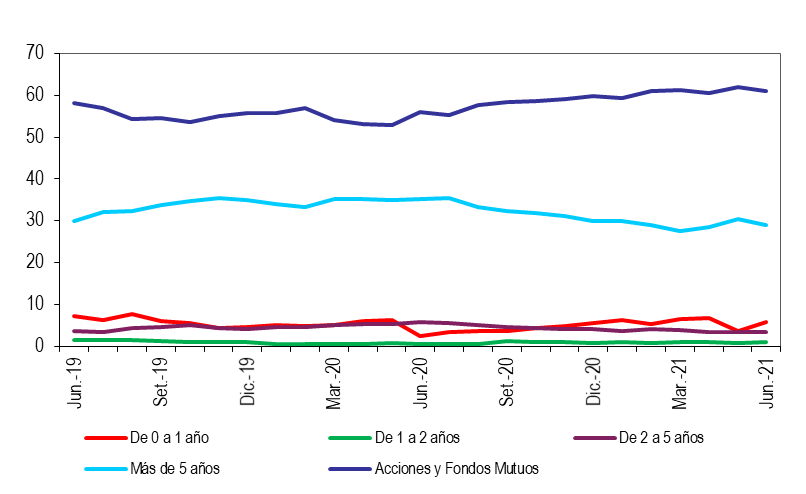 70
60
50
40
30
20
10
0
Jun.-19
Set.-19
Dic.-19
Mar.-20
Jun.-20
Set.-20
Dic.-20
Mar.-21
Jun.-21
De 0 a 1 año
De 1 a 2 años
De 2 a 5 años
Más de 5 años
Acciones y Fondos Mutuos